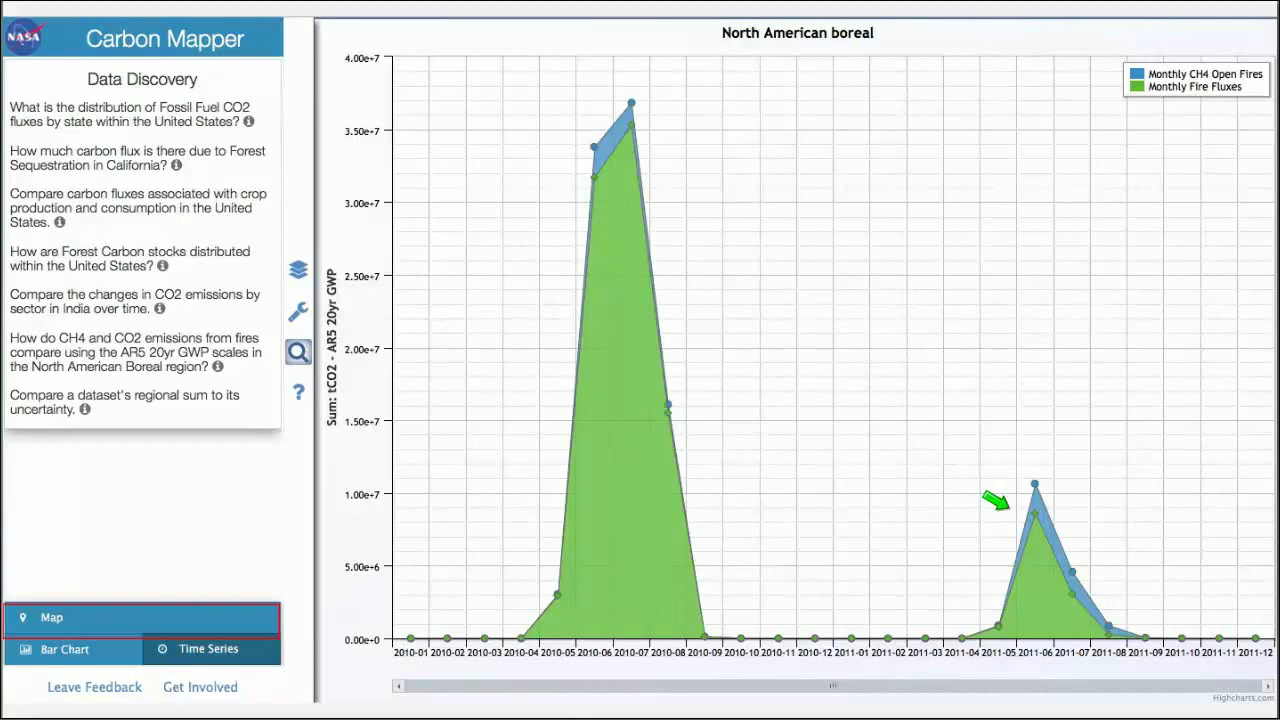 NASA
Carbon Mapper
Data Discovery
What is the distribution of Fossil Fuel CO2
fluxes by state within the United States?
How much carbon flux is there due to Forest
Sequestration in California?
Compare carbon fluxes associated with crop
production and consumption in the United
States.
How are Forest Carbon stocks distributed
within the United States?
Compare the changes in CO2 emissions by
sector in India over time.
How do CH4 and CO2 emissions from fires
compare using the AR5 20yr GWP scales in
the North American Boreal region?
Compare a dataset's regional sum to its
uncertainty.
Map
Bar Chart
Time Series
Leave Feedback
Get Involved
?
North American boreal
Monthly CH4 Open Fires
Monthly Fire Fluxes
Sum: tCO2 - AR5 20yr GWP
4.00e+7
3.50e+7
3.00e+7
2.50e+7
2.00e+7
1.50e+7
1.00e+7
5.00e+6
0.00e+0
2010-01 2010-02 2010-03 2010-04 2010-05 2010-06 2010-07 2010-08 2010-09 2010-10 2010-11 2010-12 2011-01 2011-02 2011-03 2011-04 2011-05 2011-06 2011-07 2011-08 2011-09 2011-10 2011-11 2011-12
Highcharts.com